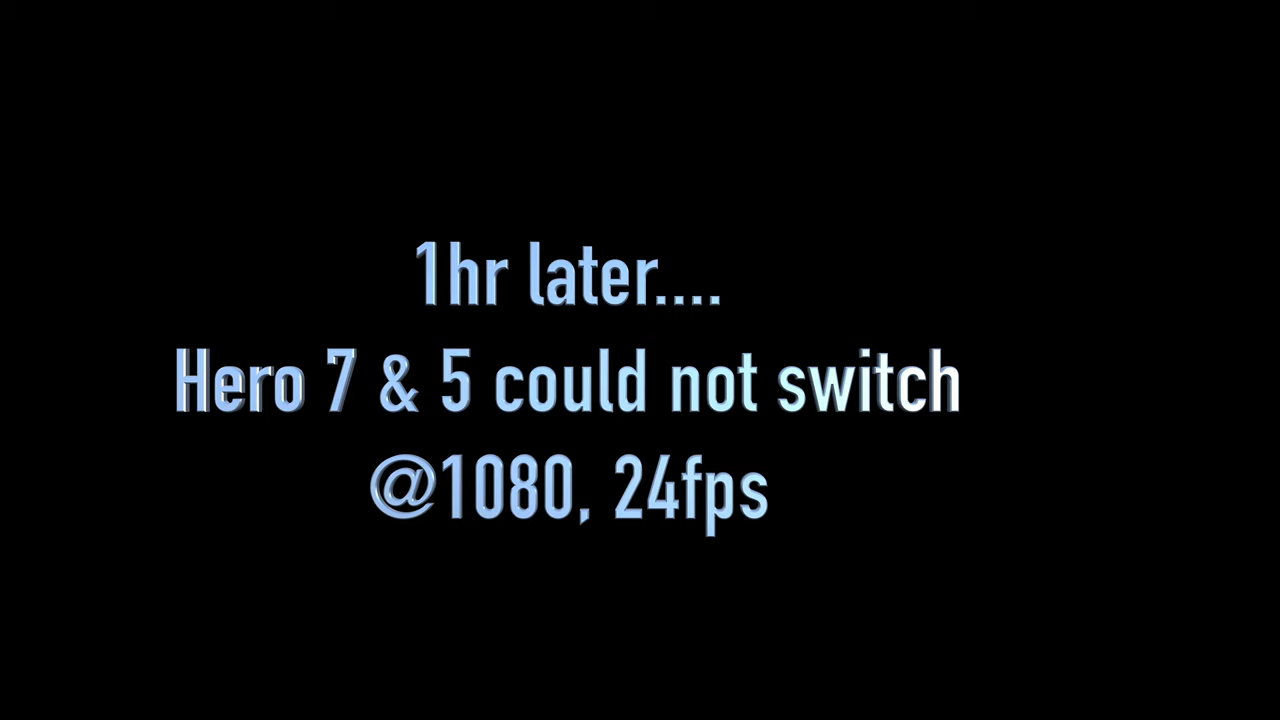 1hr later....
Hero 7 & 5 could not switch
@1080, 24fps